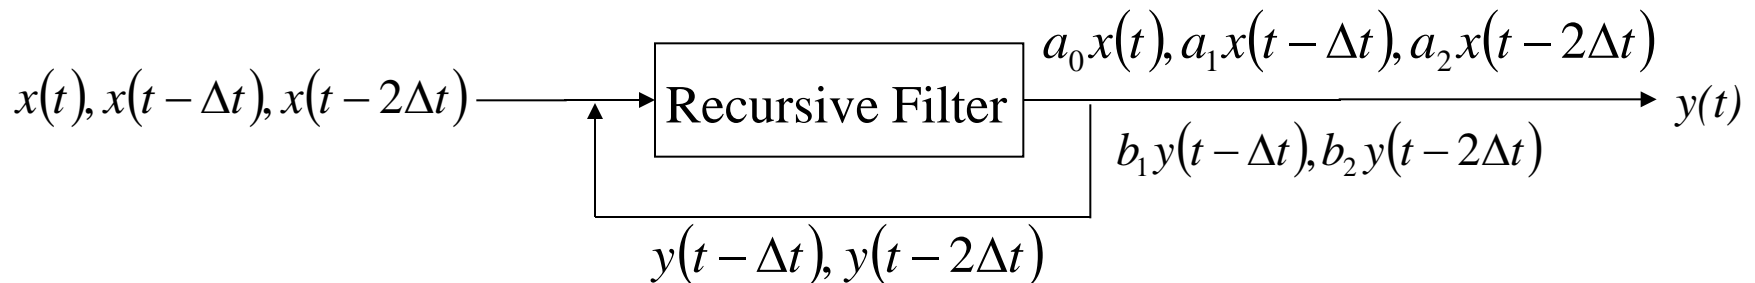 a₀x(t), a₁x(t − Δt), a₂x(t − 2Δt)
x(t), x(t − Δt), x(t − 2Δt)
Recursive Filter
y(t)
b₁y(t − Δt), b₂y(t − 2Δt)
y(t − Δt), y(t − 2Δt)